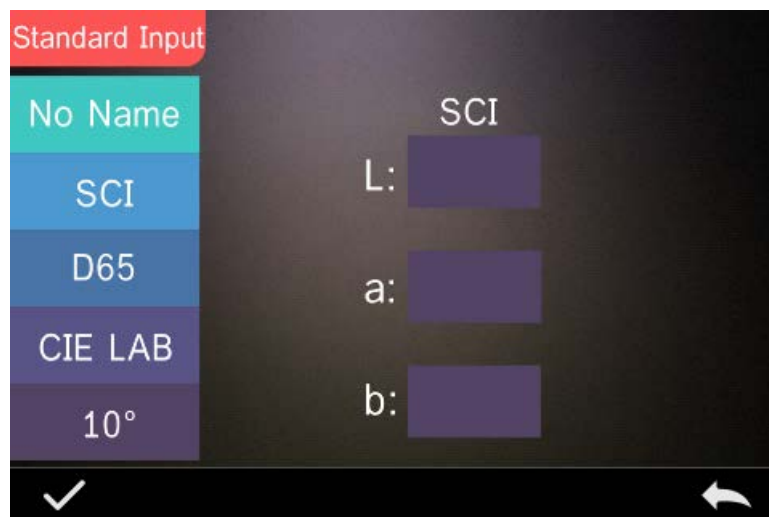 Standard Input
No Name
SCI
D65
CIE LAB
10°
SCI
L:
a:
b: